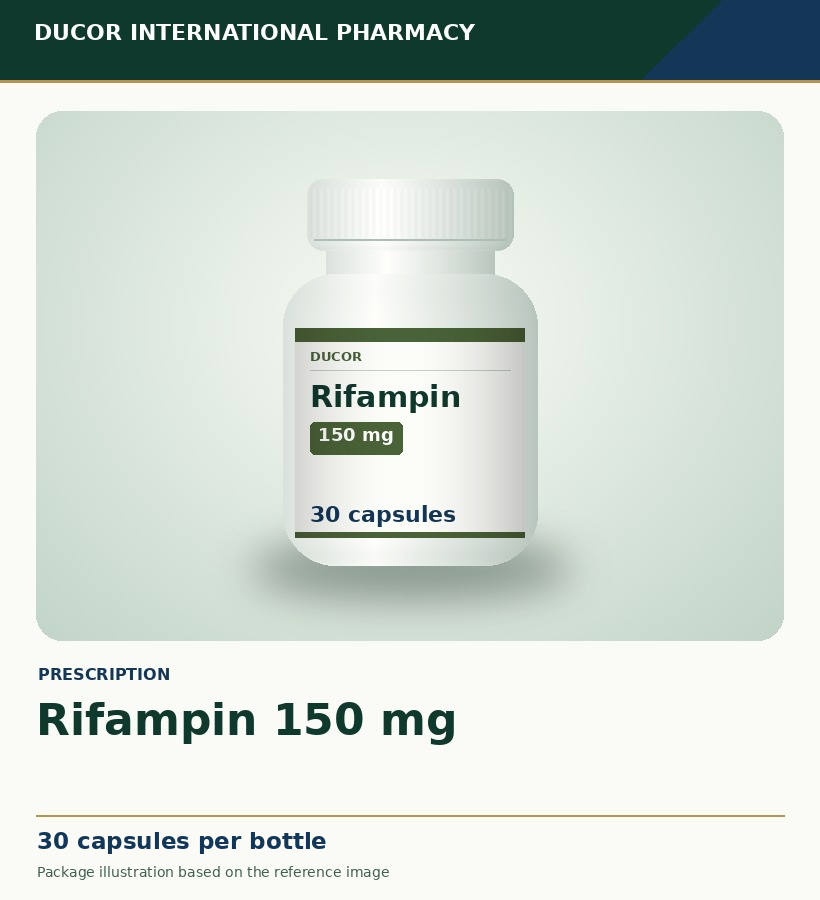 DUCOR INTERNATIONAL PHARMACY
DUCOR
Rifampin
150 mg
30 capsules
PRESCRIPTION
Rifampin 150 mg
30 capsules per bottle
Package illustration based on the reference image